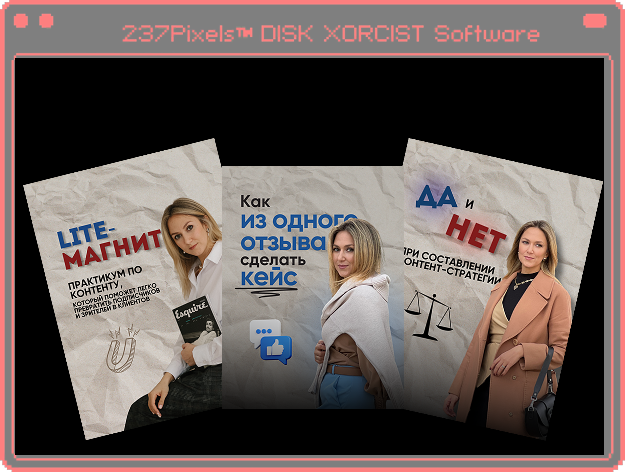 237Pixels™ DISK XORCIST Software
LITE-
МАГНИТ
ПРАКТИКУМ ПО
КОНТЕНТУ,
КОТОРЫЙ ПОМОЖЕТ ЛЕГКО
ПРЕВРАТИТЬ ПОДПИСЧИКОВ
И ЗРИТЕЛЕЙ В КЛИЕНТОВ
Esquire
Как
из одного
отзыва
сделать
кейс
ДА и
НЕТ
ПРИ СОСТАВЛЕНИИ
КОНТЕНТ-СТРАТЕГИИ